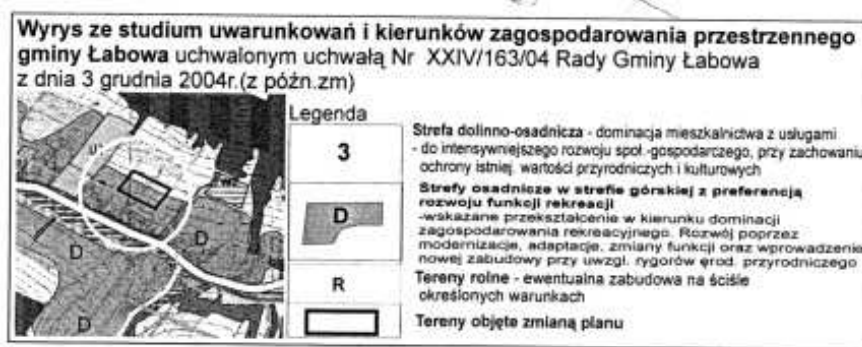 Wyrys ze studium uwarunkowań i kierunków zagospodarowania przestrzennego
gminy Łabowa uchwalonym uchwałą Nr XXIV/163/04 Rady Gminy Łabowa
z dnia 3 grudnia 2004r.(z późn.zm)
Legenda
3
Strefa dolinno-osadnicza - dominacja mieszkalnictwa z usługami
- do intensywniejszego rozwoju społ.-gospodarczego, przy zachowaniu
ochrony istniej. wartości przyrodniczych i kulturowych
D
Strefy osadnicze w strefie górskiej z preferencją
rozwoju funkcji rekreacji
-wskazane przekształcenie w kierunku dominacji
zagospodarowania rekreacyjnego. Rozwój poprzez
modernizacje, adaptacje, zmiany funkcji oraz wprowadzenie
nowej zabudowy przy uwzgl. rygorów środ. przyrodniczego
R
Tereny rolne - ewentualna zabudowa na ściśle
określonych warunkach
Tereny objęte zmianą planu
D
D
D
D